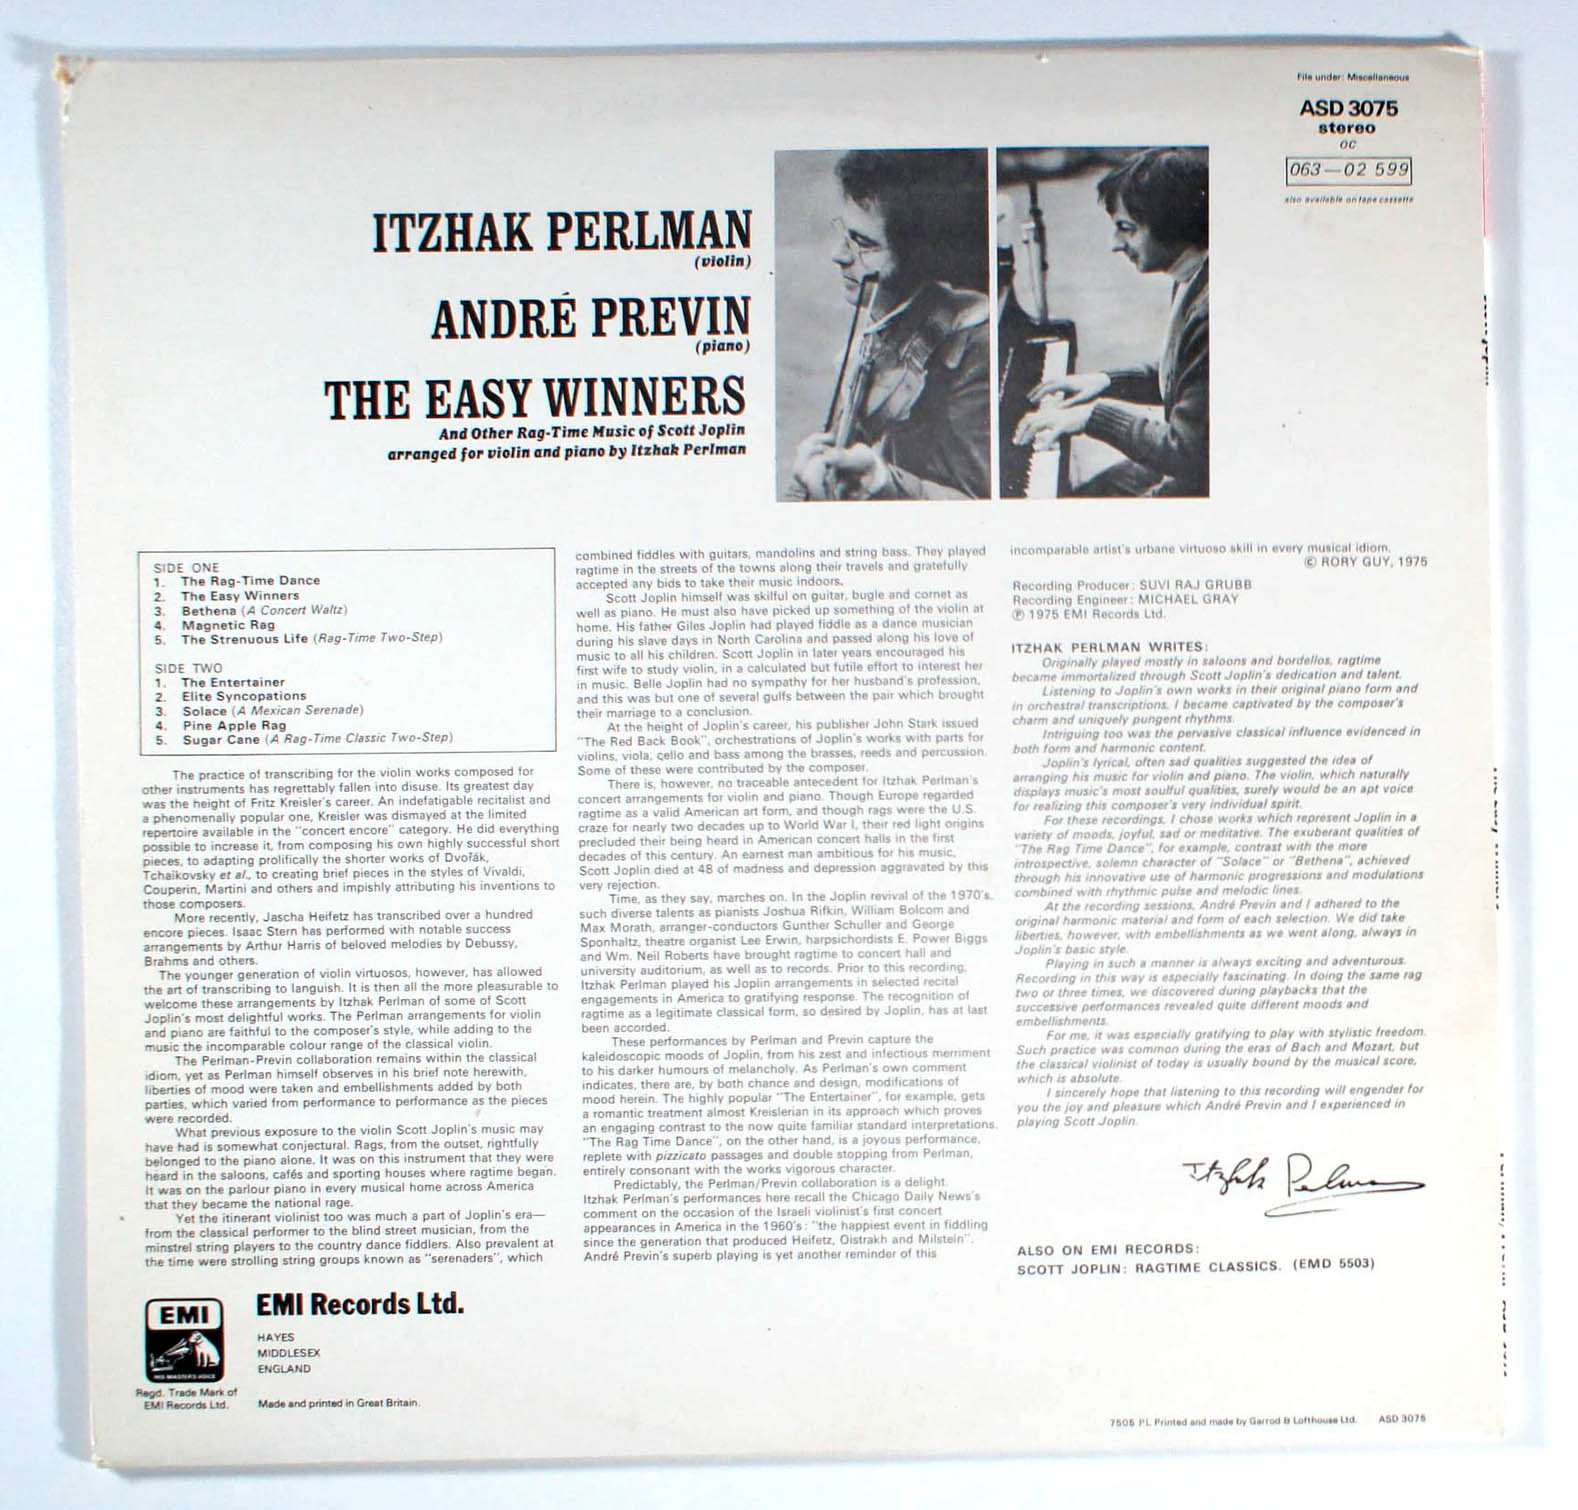 File under: Miscellaneous
ASD 3075
stereo
OC
063—02 599
also available on tape cassette
ITZHAK PERLMAN
(violin)
ANDRÉ PREVIN
(piano)
THE EASY WINNERS
And Other Rag-Time Music of Scott Joplin
arranged for violin and piano by Itzhak Perlman
SIDE ONE
1. The Rag-Time Dance
2. The Easy Winners
3. Bethena (A Concert Waltz)
4. Magnetic Rag
5. The Strenuous Life (Rag-Time Two-Step)
SIDE TWO
1. The Entertainer
2. Elite Syncopations
3. Solace (A Mexican Serenade)
4. Pine Apple Rag
5. Sugar Cane (A Rag-Time Classic Two-Step)
The practice of transcribing for the violin works composed for
other instruments has regrettably fallen into disuse. Its greatest day
was the height of Fritz Kreisler's career. An indefatigable recitalist and
a phenomenally popular one, Kreisler was dismayed at the limited
repertoire available in the "concert encore" category. He did everything
possible to increase it, from composing his own highly successful short
pieces, to adapting prolifically the shorter works of Dvořák,
Tchaikovsky et al., to creating brief pieces in the styles of Vivaldi,
Couperin, Martini and others and impishly attributing his inventions to
those composers.
More recently, Jascha Heifetz has transcribed over a hundred
encore pieces. Isaac Stern has performed with notable success
arrangements by Arthur Harris of beloved melodies by Debussy,
Brahms and others.
The younger generation of violin virtuosos, however, has allowed
the art of transcribing to languish. It is then all the more pleasurable to
welcome these arrangements by Itzhak Perlman of some of Scott
Joplin's most delightful works. The Perlman arrangements for violin
and piano are faithful to the composer's style, while adding to the
music the incomparable colour range of the classical violin.
The Perlman-Previn collaboration remains within the classical
idiom, yet as Perlman himself observes in his brief note herewith,
liberties of mood were taken and embellishments added by both
parties, which varied from performance to performance as the pieces
were recorded.
What previous exposure to the violin Scott Joplin's music may
have had is somewhat conjectural. Rags, from the outset, rightfully
belonged to the piano alone. It was on this instrument that they were
heard in the saloons, cafés and sporting houses where ragtime began.
It was on the parlour piano in every musical home across America
that they became the national rage.
Yet the itinerant violinist too was much a part of Joplin's era—
from the classical performer to the blind street musician, from the
minstrel string players to the country dance fiddlers. Also prevalent at
the time were strolling string groups known as "serenaders", which
combined fiddles with guitars, mandolins and string bass. They played
ragtime in the streets of the towns along their travels and gratefully
accepted any bids to take their music indoors.
Scott Joplin himself was skilful on guitar, bugle and cornet as
well as piano. He must also have picked up something of the violin at
home. His father Giles Joplin had played fiddle as a dance musician
during his slave days in North Carolina and passed along his love of
music to all his children. Scott Joplin in later years encouraged his
first wife to study violin, in a calculated but futile effort to interest her
in music. Belle Joplin had no sympathy for her husband's profession,
and this was but one of several gulfs between the pair which brought
their marriage to a conclusion.
At the height of Joplin's career, his publisher John Stark issued
"The Red Back Book", orchestrations of Joplin's works with parts for
violins, viola, cello and bass among the brasses, reeds and percussion.
Some of these were contributed by the composer.
There is, however, no traceable antecedent for Itzhak Perlman's
concert arrangements for violin and piano. Though Europe regarded
ragtime as a valid American art form, and though rags were the U.S.
craze for nearly two decades up to World War I, their red light origins
precluded their being heard in American concert halls in the first
decades of this century. An earnest man ambitious for his music,
Scott Joplin died at 48 of madness and depression aggravated by this
very rejection.
Time, as they say, marches on. In the Joplin revival of the 1970's,
such diverse talents as pianists Joshua Rifkin, William Bolcom and
Max Morath, arranger-conductors Gunther Schuller and George
Sponhaltz, theatre organist Lee Erwin, harpsichordists E. Power Biggs
and Wm. Neil Roberts have brought ragtime to concert hall and
university auditorium, as well as to records. Prior to this recording,
Itzhak Perlman played his Joplin arrangements in selected recital
engagements in America to gratifying response. The recognition of
ragtime as a legitimate classical form, so desired by Joplin, has at last
been accorded.
These performances by Perlman and Previn capture the
kaleidoscopic moods of Joplin, from his zest and infectious merriment
to his darker humours of melancholy. As Perlman's own comment
indicates, there are, by both chance and design, modifications of
mood herein. The highly popular "The Entertainer", for example, gets
a romantic treatment almost Kreislerian in its approach which proves
an engaging contrast to the now quite familiar standard interpretations.
"The Rag Time Dance", on the other hand, is a joyous performance,
replete with pizzicato passages and double stopping from Perlman,
entirely consonant with the works vigorous character.
Predictably, the Perlman/Previn collaboration is a delight.
Itzhak Perlman's performances here recall the Chicago Daily News's
comment on the occasion of the Israeli violinist's first concert
appearances in America in the 1960's: "the happiest event in fiddling
since the generation that produced Heifetz, Oistrakh and Milstein".
André Previn's superb playing is yet another reminder of this
incomparable artist's urbane virtuoso skill in every musical idiom.
© RORY GUY, 1975
Recording Producer: SUVI RAJ GRUBB
Recording Engineer: MICHAEL GRAY
℗ 1975 EMI Records Ltd.
ITZHAK PERLMAN WRITES:
Originally played mostly in saloons and bordellos, ragtime
became immortalized through Scott Joplin's dedication and talent.
Listening to Joplin's own works in their original piano form and
in orchestral transcriptions, I became captivated by the composer's
charm and uniquely pungent rhythms.
Intriguing too was the pervasive classical influence evidenced in
both form and harmonic content.
Joplin's lyrical, often sad qualities suggested the idea of
arranging his music for violin and piano. The violin, which naturally
displays music's most soulful qualities, surely would be an apt voice
for realizing this composer's very individual spirit.
For these recordings, I chose works which represent Joplin in a
variety of moods, joyful, sad or meditative. The exuberant qualities of
"The Rag Time Dance", for example, contrast with the more
introspective, solemn character of "Solace" or "Bethena", achieved
through his innovative use of harmonic progressions and modulations
combined with rhythmic pulse and melodic lines.
At the recording sessions, André Previn and I adhered to the
original harmonic material and form of each selection. We did take
liberties, however, with embellishments as we went along, always in
Joplin's basic style.
Playing in such a manner is always exciting and adventurous.
Recording in this way is especially fascinating. In doing the same rag
two or three times, we discovered during playbacks that the
successive performances revealed quite different moods and
embellishments.
For me, it was especially gratifying to play with stylistic freedom.
Such practice was common during the eras of Bach and Mozart, but
the classical violinist of today is usually bound by the musical score,
which is absolute.
I sincerely hope that listening to this recording will engender for
you the joy and pleasure which André Previn and I experienced in
playing Scott Joplin.
Itzhak Perlman
ALSO ON EMI RECORDS:
SCOTT JOPLIN: RAGTIME CLASSICS. (EMD 5503)
EMI
HIS MASTER'S VOICE
Regd. Trade Mark of
EMI Records Ltd.
EMI Records Ltd.
HAYES
MIDDLESEX
ENGLAND
Made and printed in Great Britain.
7505 PL Printed and made by Garrod & Lofthouse Ltd. ASD 3075